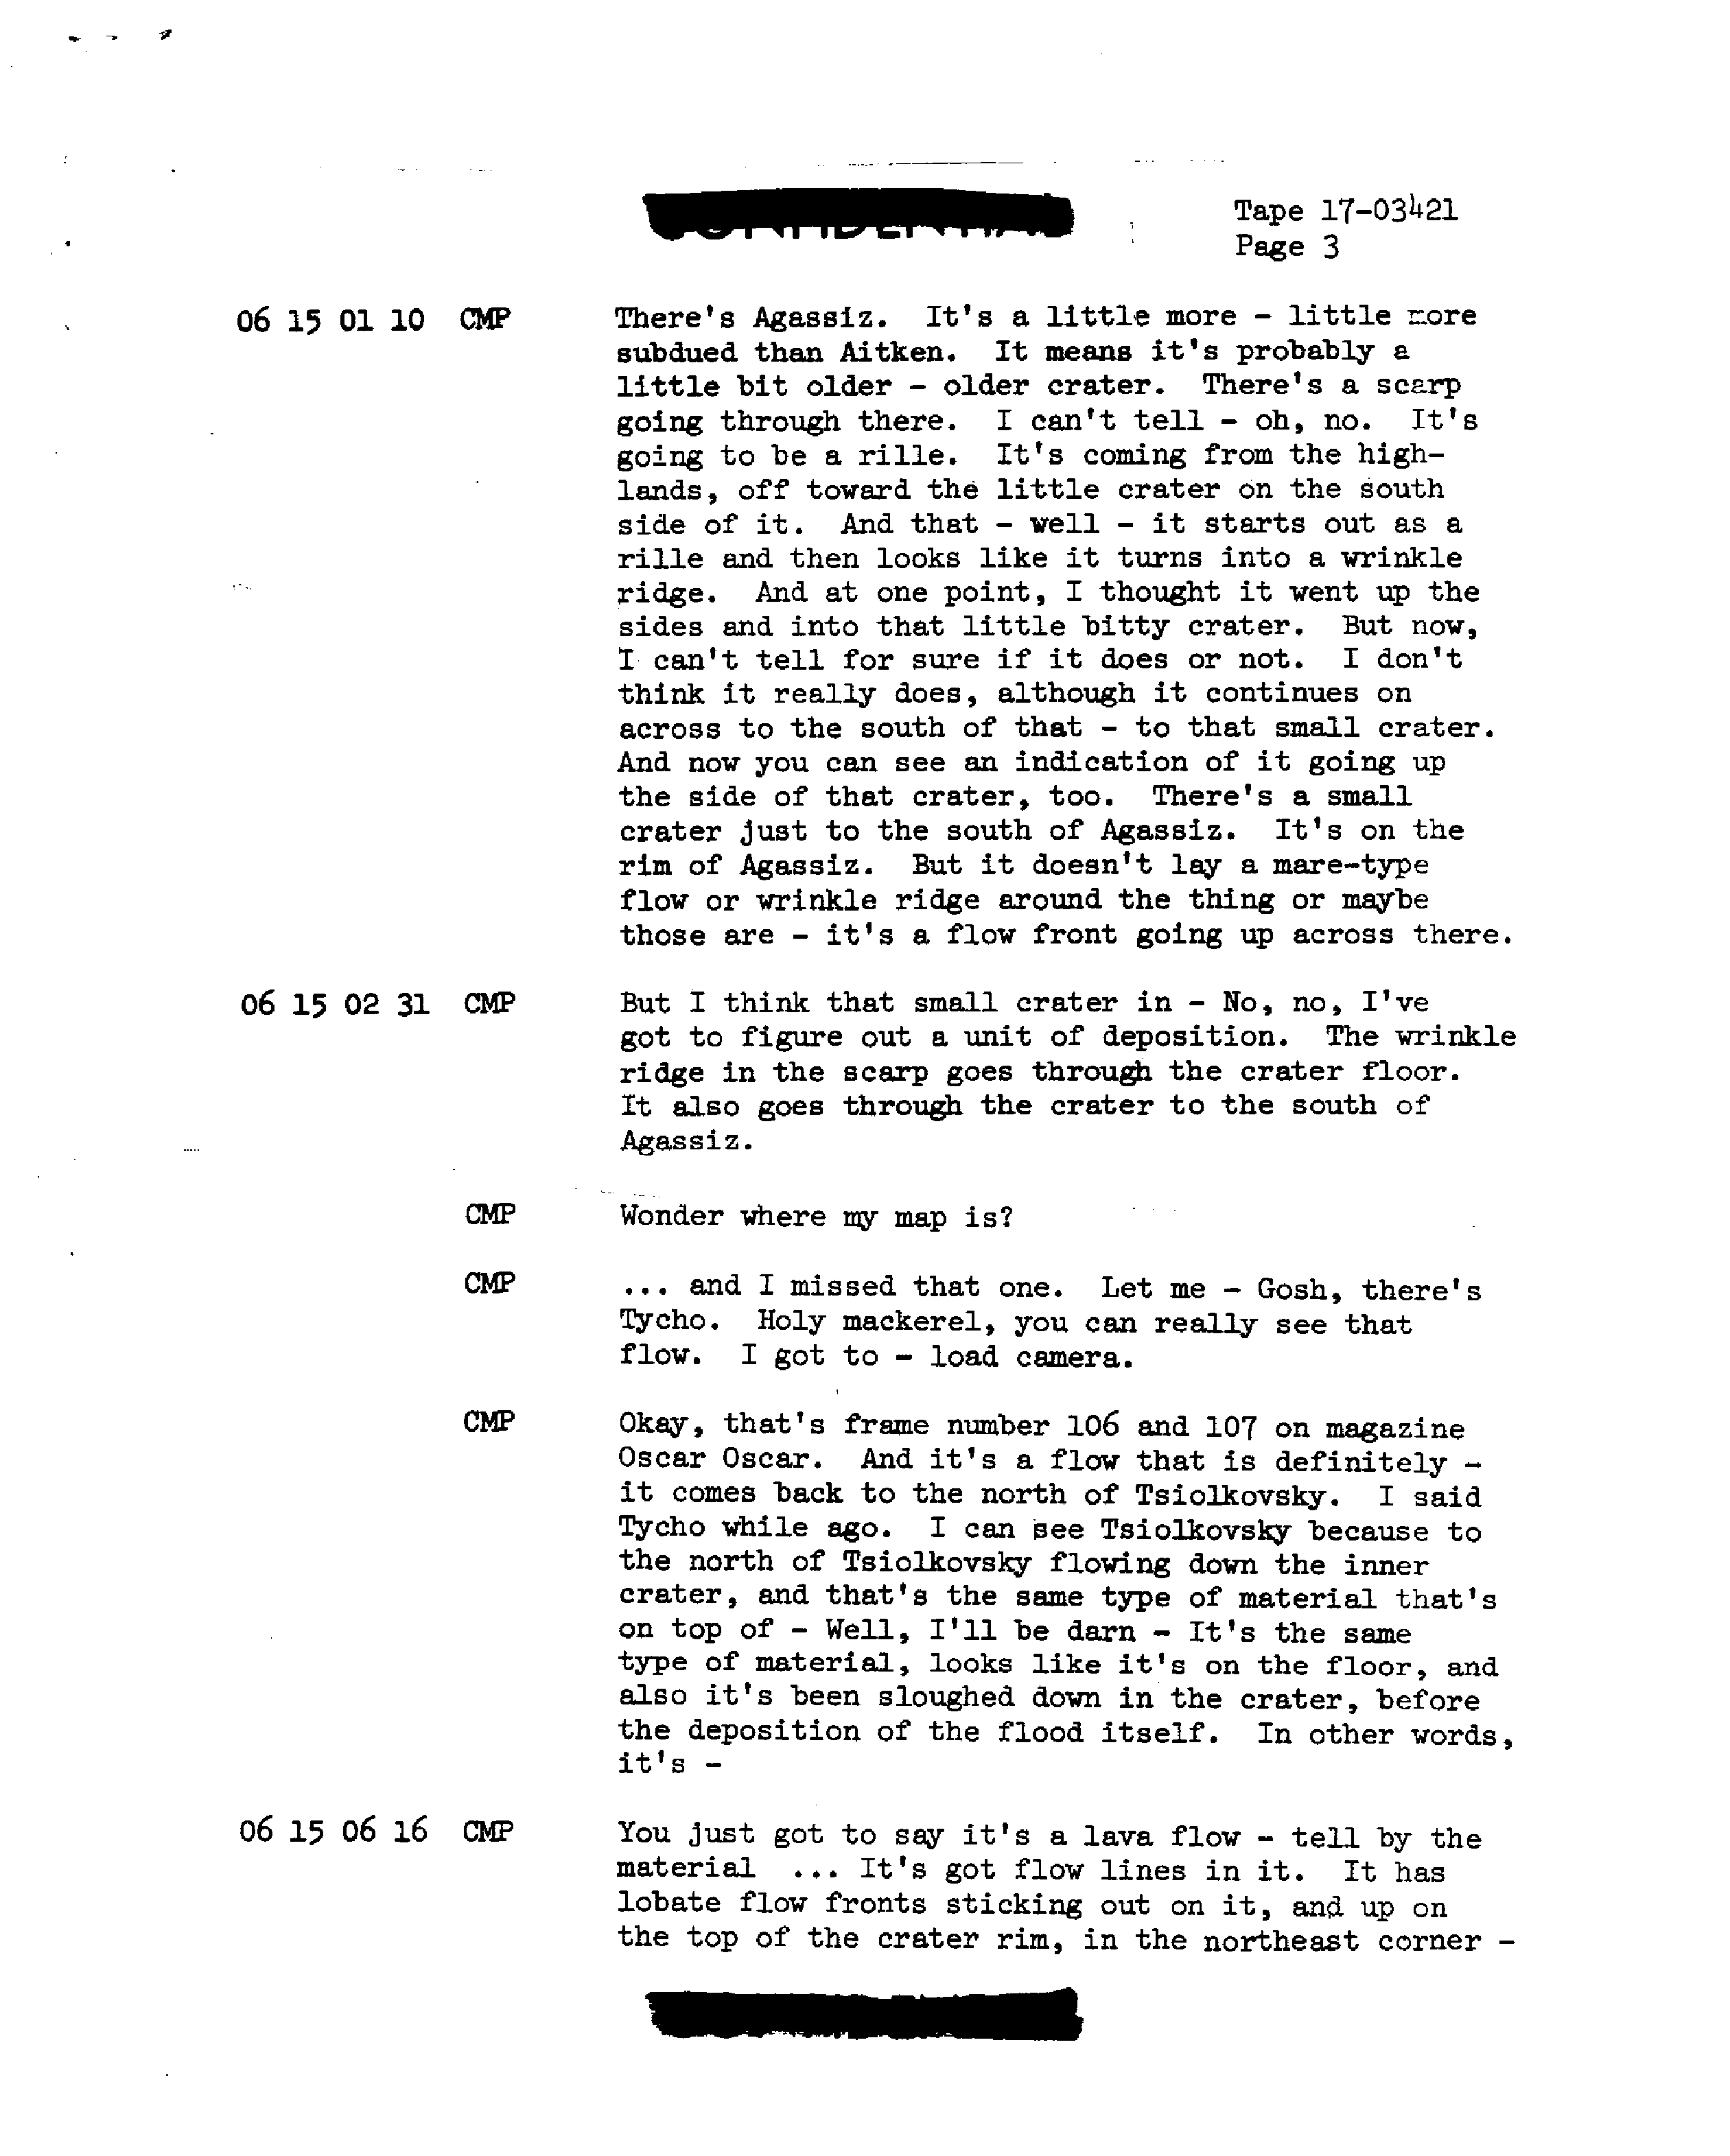 Tape 17-03421
Page 3
06 15 01 10 CMP There's Agassiz. It's a little more - little more
subdued than Aitken. It means it's probably a
little bit older - older crater. There's a scarp
going through there. I can't tell - oh, no. It's
going to be a rille. It's coming from the high-
lands, off toward the little crater on the south
side of it. And that - well - it starts out as a
rille and then looks like it turns into a wrinkle
ridge. And at one point, I thought it went up the
sides and into that little bitty crater. But now,
I can't tell for sure if it does or not. I don't
think it really does, although it continues on
across to the south of that - to that small crater.
And now you can see an indication of it going up
the side of that crater, too. There's a small
crater just to the south of Agassiz. It's on the
rim of Agassiz. But it doesn't lay a mare-type
flow or wrinkle ridge around the thing or maybe
those are - it's a flow front going up across there.
06 15 02 31 CMP But I think that small crater in - No, no, I've
got to figure out a unit of deposition. The wrinkle
ridge in the scarp goes through the crater floor.
It also goes through the crater to the south of
Agassiz.
CMP Wonder where my map is?
CMP ... and I missed that one. Let me - Gosh, there's
Tycho. Holy mackerel, you can really see that
flow. I got to - load camera.
CMP Okay, that's frame number 106 and 107 on magazine
Oscar Oscar. And it's a flow that is definitely -
it comes back to the north of Tsiolkovsky. I said
Tycho while ago. I can see Tsiolkovsky because to
the north of Tsiolkovsky flowing down the inner
crater, and that's the same type of material that's
on top of - Well, I'll be darn - It's the same
type of material, looks like it's on the floor, and
also it's been sloughed down in the crater, before
the deposition of the flood itself. In other words,
it's -
06 15 06 16 CMP You just got to say it's a lava flow - tell by the
material ... It's got flow lines in it. It has
lobate flow fronts sticking out on it, and up on
the top of the crater rim, in the northeast corner -